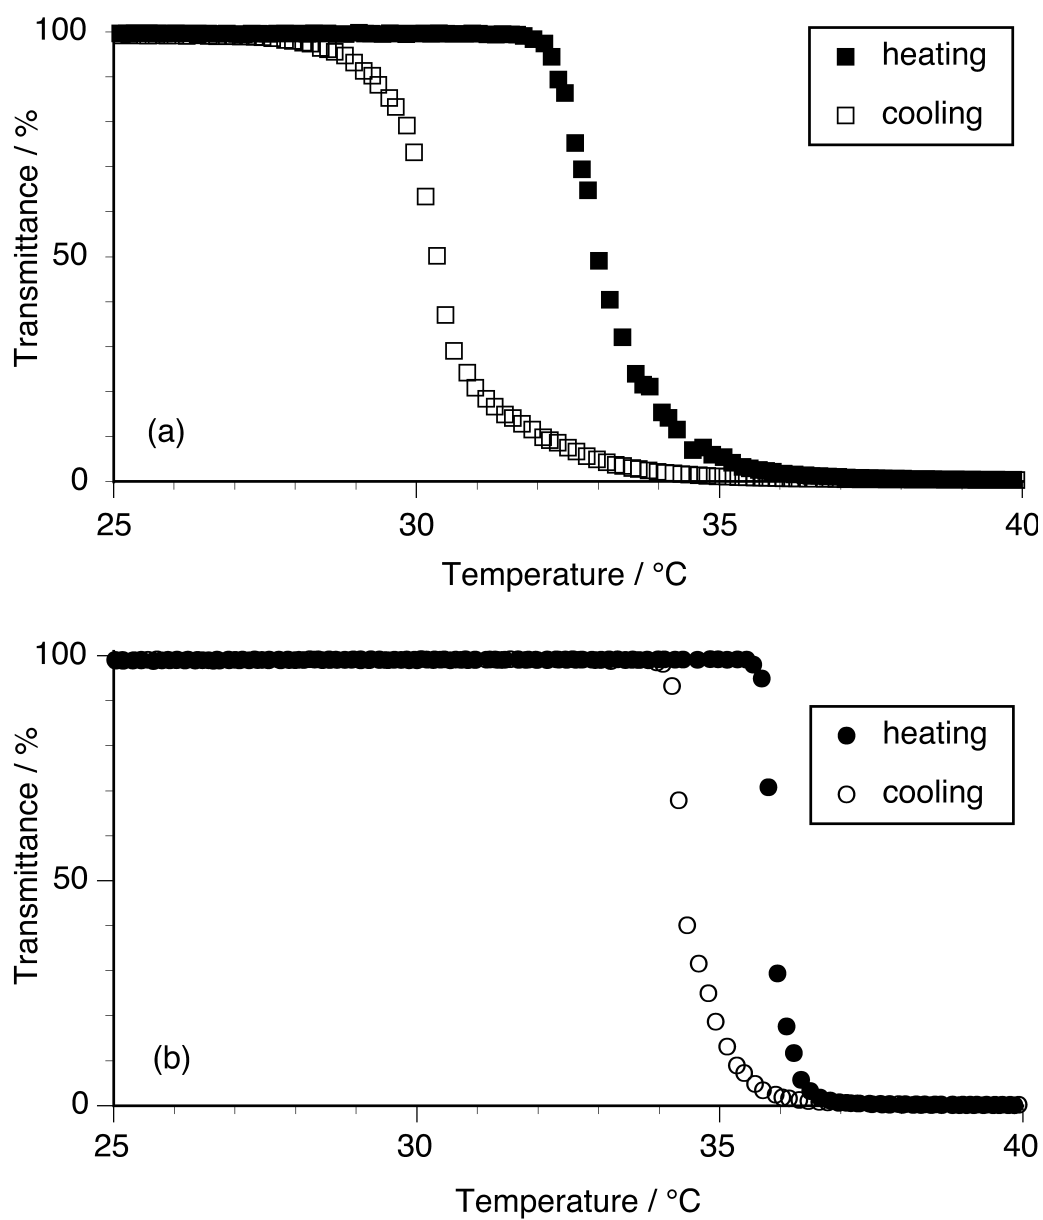 100
heating
cooling
Transmittance / %
50
(a)
0
25
30
35
40
Temperature / °C
100
heating
cooling
Transmittance / %
50
(b)
0
25
30
35
40
Temperature / °C